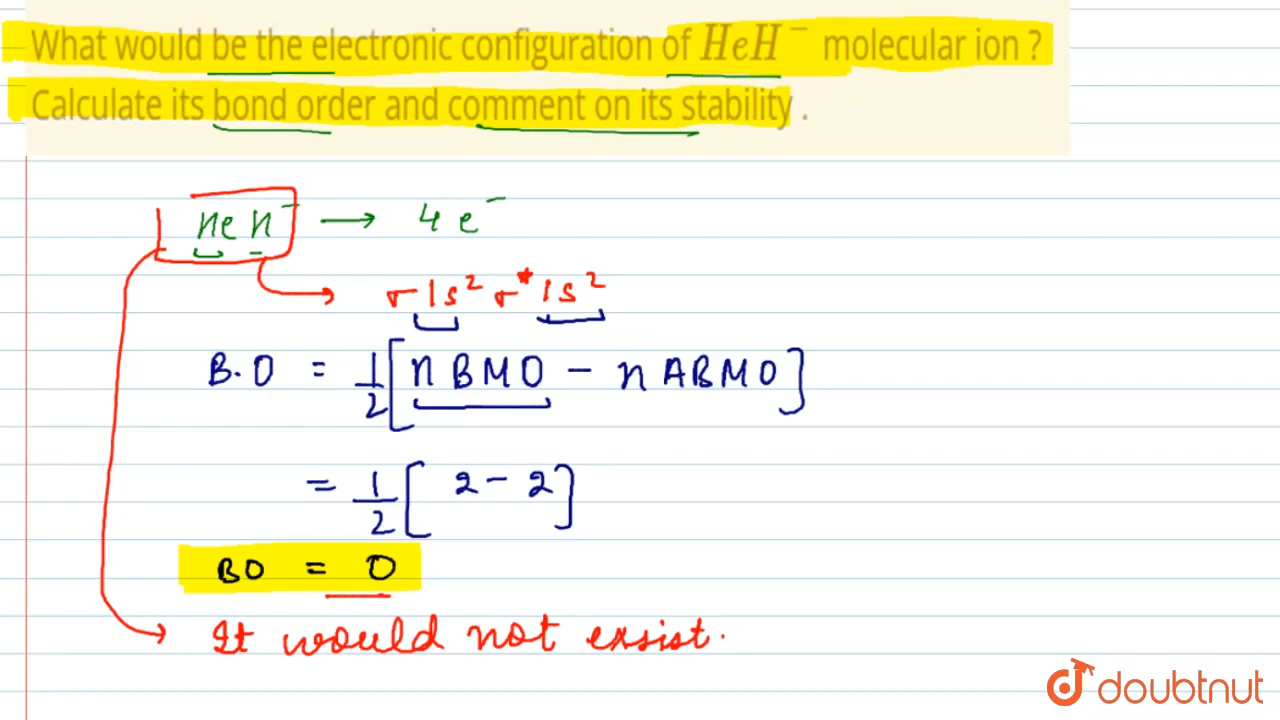 What would be the electronic configuration of HeH⁻ molecular ion ?
Calculate its bond order and comment on its stability .
HeH⁻ → 4 e⁻
σ1s² σ*1s²
B.O = 1/2 [n BMO - n ABMO]
= 1/2 [2 - 2]
BO = 0
It would not exsist.
doubtnut